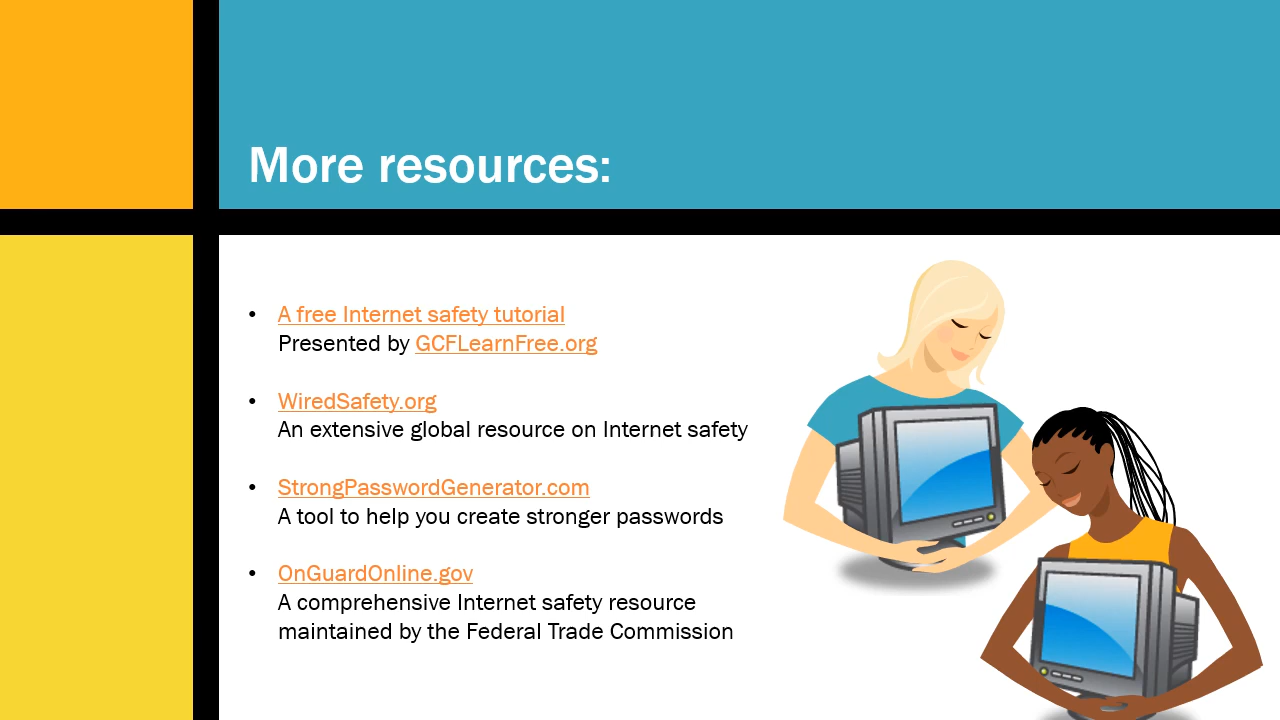 More resources:
• A free Internet safety tutorial
Presented by GCFLearnFree.org
• WiredSafety.org
An extensive global resource on Internet safety
• StrongPasswordGenerator.com
A tool to help you create stronger passwords
• OnGuardOnline.gov
A comprehensive Internet safety resource
maintained by the Federal Trade Commission